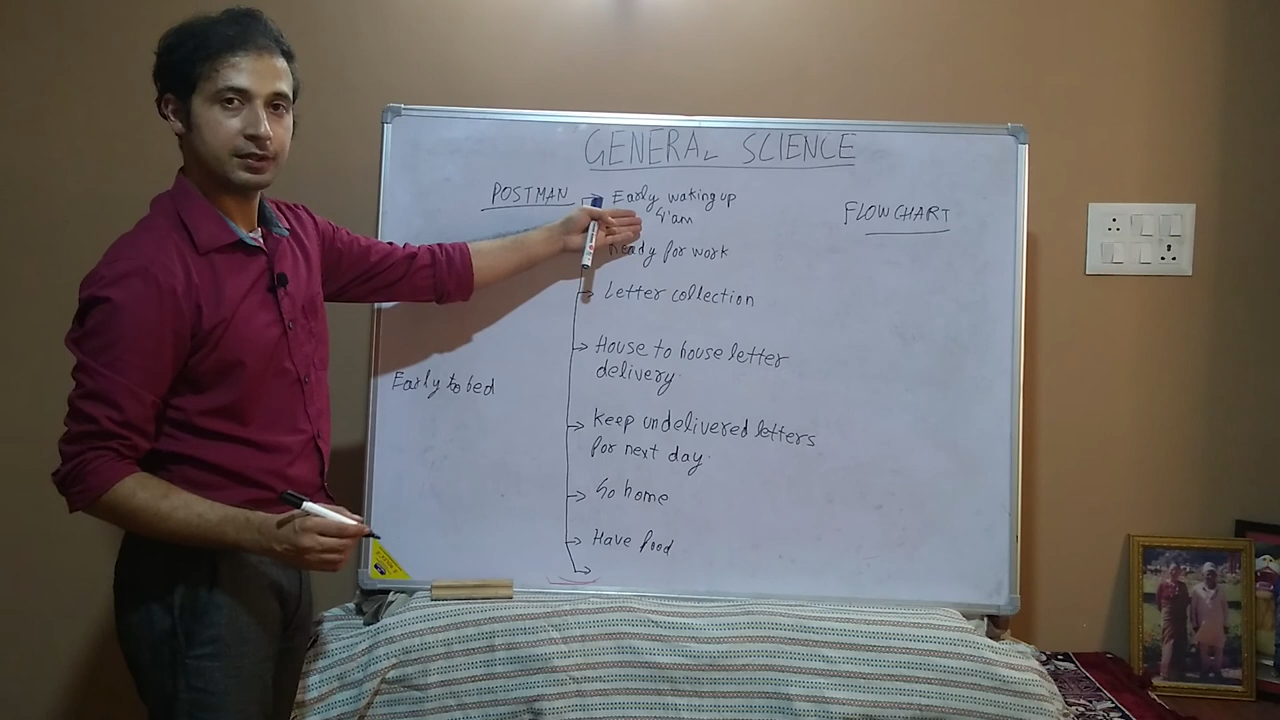 GENERAL SCIENCE
POSTMAN
Early waking up
4'am
Ready for work
Letter collection
House to house letter
delivery.
Early to bed
Keep undelivered letters
for next day.
Go home
Have food
FLOW CHART